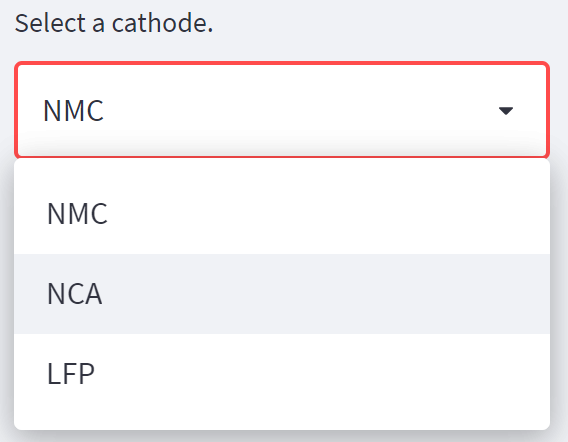 Select a cathode.
NMC
NMC
NCA
LFP